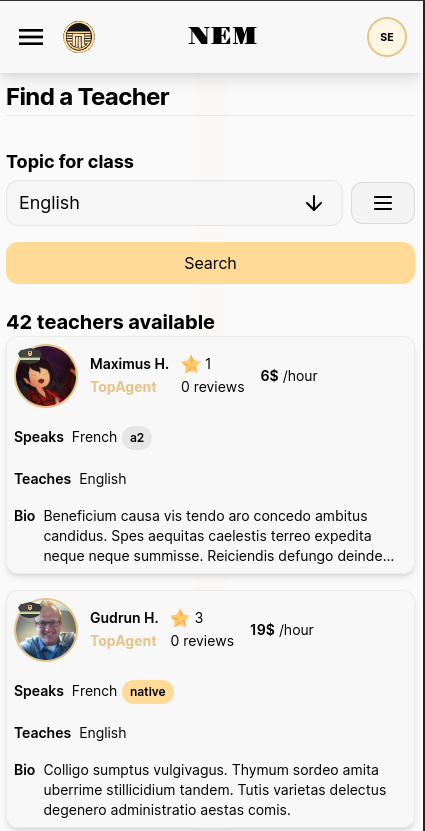 NEM
SE
Find a Teacher
Topic for class
English
Search
42 teachers available
Maximus H.
1
TopAgent
0 reviews
6$ /hour
Speaks French a2
Teaches English
Bio Beneficium causa vis tendo aro concedo ambitus
candidus. Spes aequitas caelestis terreo expedita
neque neque summisse. Reiciendis defungo deinde...
Gudrun H.
3
TopAgent
0 reviews
19$ /hour
Speaks French native
Teaches English
Bio Colligo sumptus vulgivagus. Thymum sordeo amita
uberrime stillicidium tandem. Tutis varietas delectus
degenero administratio aestas comis.